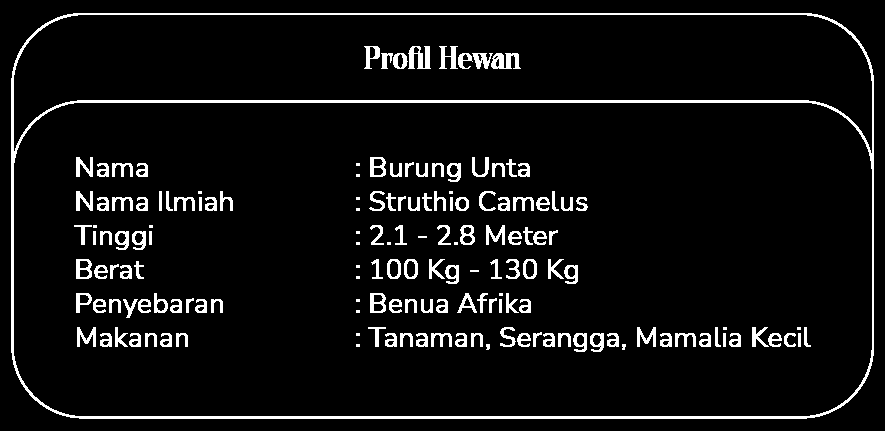 Profil Hewan
Nama : Burung Unta
Nama Ilmiah : Struthio Camelus
Tinggi : 2.1 - 2.8 Meter
Berat : 100 Kg - 130 Kg
Penyebaran : Benua Afrika
Makanan : Tanaman, Serangga, Mamalia Kecil